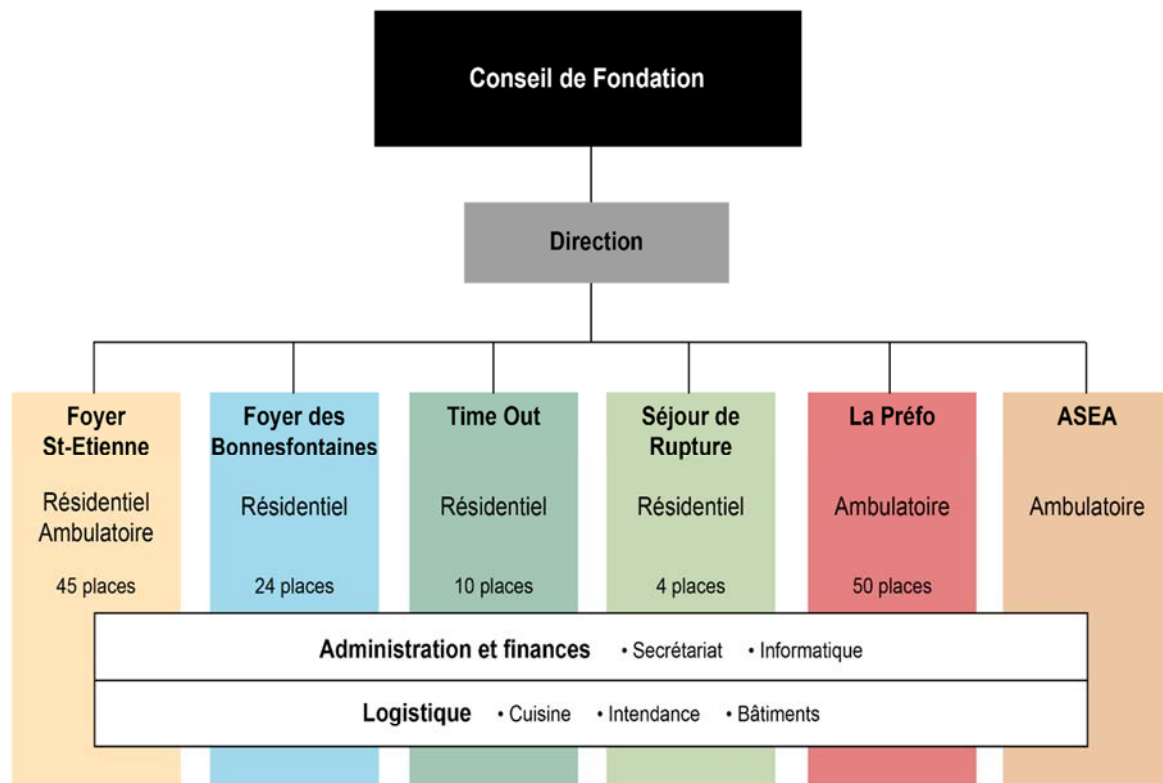 Conseil de Fondation
Direction
Foyer
St-Etienne
Résidentiel
Ambulatoire
45 places
Foyer des
Bonnesfontaines
Résidentiel
24 places
Time Out
Résidentiel
10 places
Séjour de
Rupture
Résidentiel
4 places
La Préfo
Ambulatoire
50 places
ASEA
Ambulatoire
Administration et finances • Secrétariat • Informatique
Logistique • Cuisine • Intendance • Bâtiments